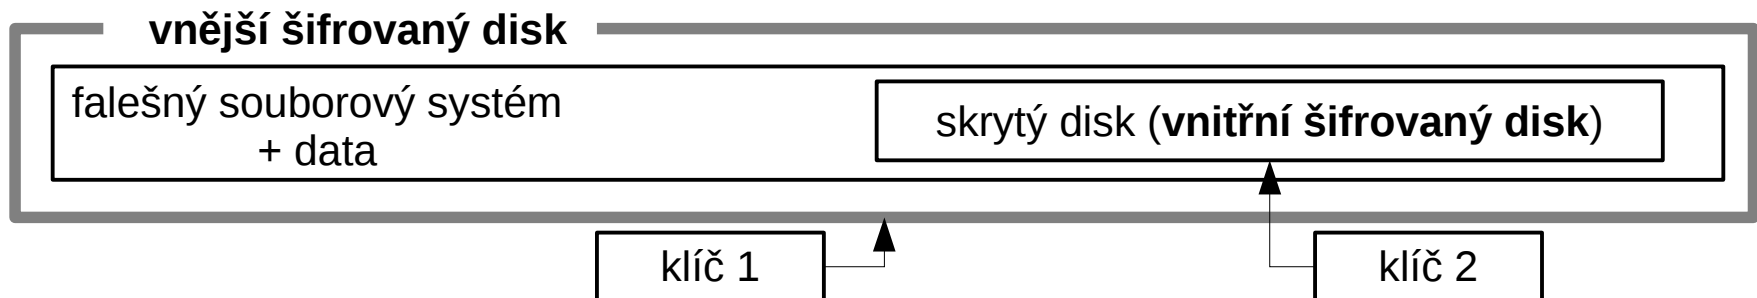 vnější šifrovaný disk
falešný souborový systém
+ data
skrytý disk (vnitřní šifrovaný disk)
klíč 1
klíč 2